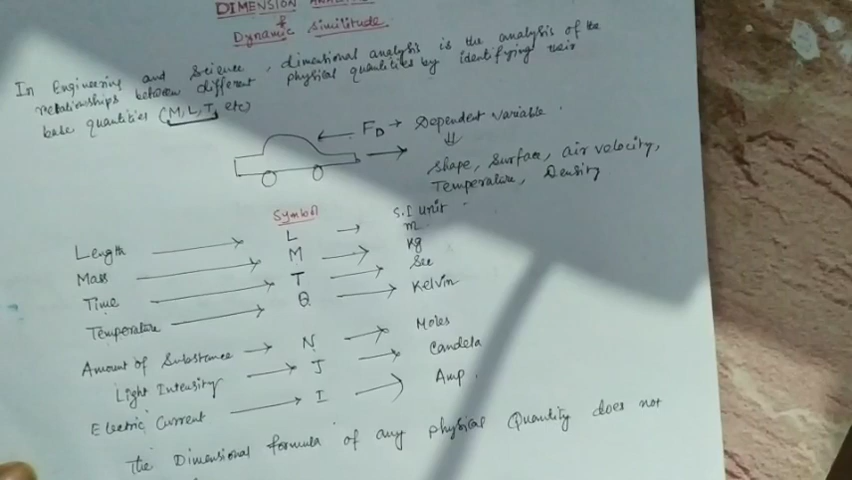 DIMENSION
&
Dynamic similitude
In Engineering and Science, dimensional analysis is the analysis of the
relationships between different physical quantities by identifying their
base quantities (M, L, T, etc)
FD → Dependent variable
⇓
shape, surface, air velocity,
Temperature, Density
Symbol S.I unit
Length → L → m
Mass → M → kg
Time → T → Sec
Temperature → θ → Kelvin
Amount of Substance → N → Moles
Light Intensity → J → Candela
Electric Current → I → Amp.
The Dimensional formula of any physical Quantity does not